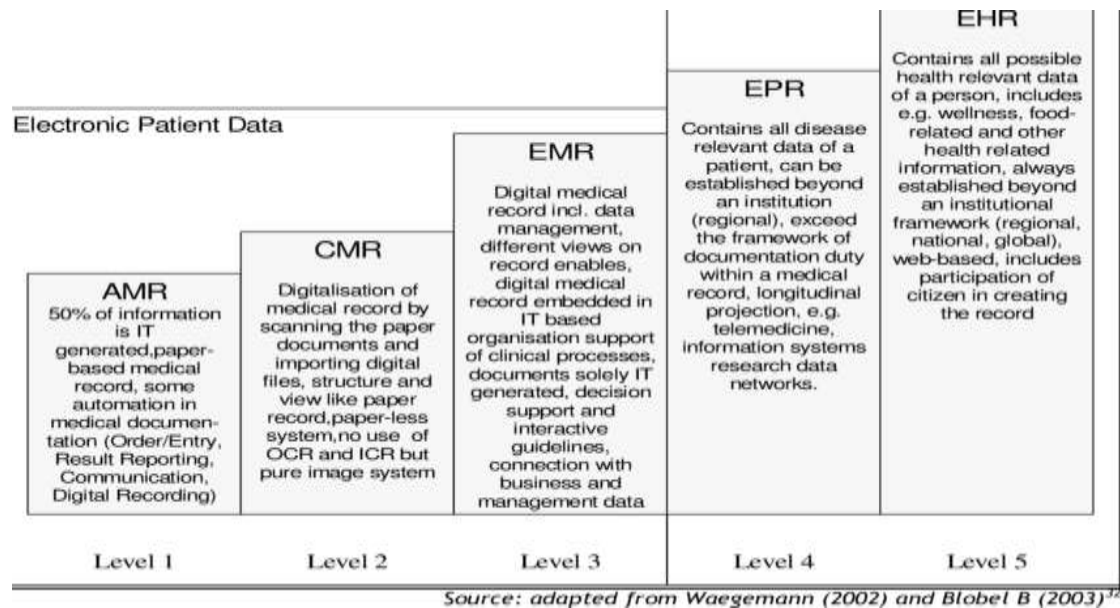 Electronic Patient Data
AMR
50% of information
is IT
generated,paper-
based medical
record, some
automation in
medical documen-
tation (Order/Entry,
Result Reporting,
Communication,
Digital Recording)
CMR
Digitalisation of
medical record by
scanning the paper
documents and
importing digital
files, structure and
view like paper
record,paper-less
system,no use of
OCR and ICR but
pure image system
EMR
Digital medical
record incl. data
management,
different views on
record enables,
digital medical
record embedded in
IT based
organisation support
of clinical processes,
documents solely IT
generated, decision
support and
interactive
guidelines,
connection with
business and
management data
EPR
Contains all disease
relevant data of a
patient, can be
established beyond
an institution
(regional), exceed
the framework of
documentation duty
within a medical
record, longitudinal
projection, e.g.
telemedicine,
information systems
research data
networks.
EHR
Contains all possible
health relevant data
of a person, includes
e.g. wellness, food-
related and other
health related
information, always
established beyond
an institutional
framework (regional,
national, global),
web-based, includes
participation of
citizen in creating
the record
Level 1
Level 2
Level 3
Level 4
Level 5
Source: adapted from Waegemann (2002) and Blobel B (2003)